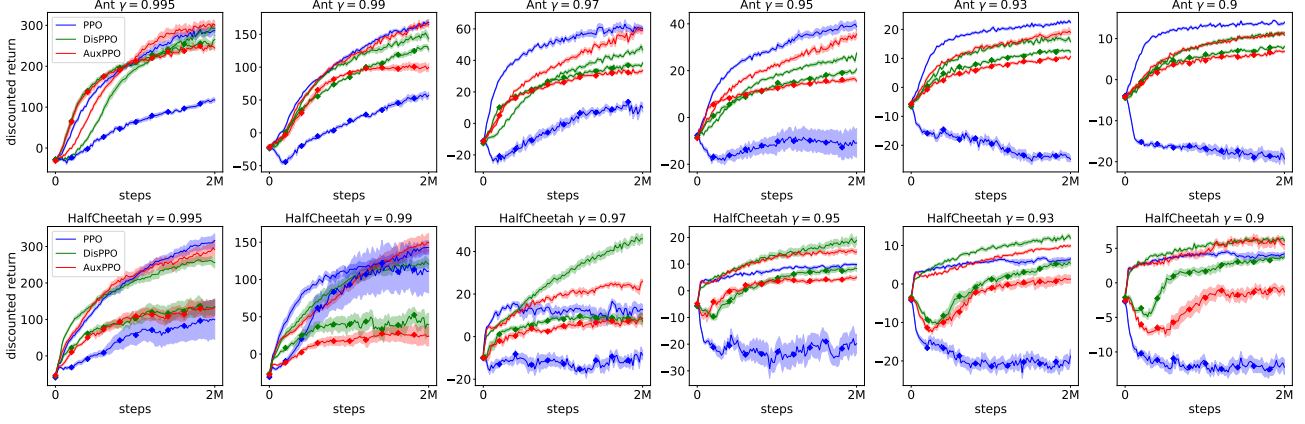 Ant γ = 0.995
Ant γ = 0.99
Ant γ = 0.97
Ant γ = 0.95
Ant γ = 0.93
Ant γ = 0.9
discounted return
300
200
100
0
PPO
DisPPO
AuxPPO
0
2M
steps
150
100
50
0
−50
0
2M
steps
60
40
20
0
−20
0
2M
steps
40
20
0
−20
0
2M
steps
20
10
0
−10
−20
0
2M
steps
10
0
−10
−20
0
2M
steps
HalfCheetah γ = 0.995
HalfCheetah γ = 0.99
HalfCheetah γ = 0.97
HalfCheetah γ = 0.95
HalfCheetah γ = 0.93
HalfCheetah γ = 0.9
discounted return
300
200
100
0
PPO
DisPPO
AuxPPO
0
2M
steps
150
100
50
0
0
2M
steps
40
20
0
−20
0
2M
steps
20
10
0
−10
−20
−30
0
2M
steps
10
0
−10
−20
0
2M
steps
5
0
−5
−10
0
2M
steps